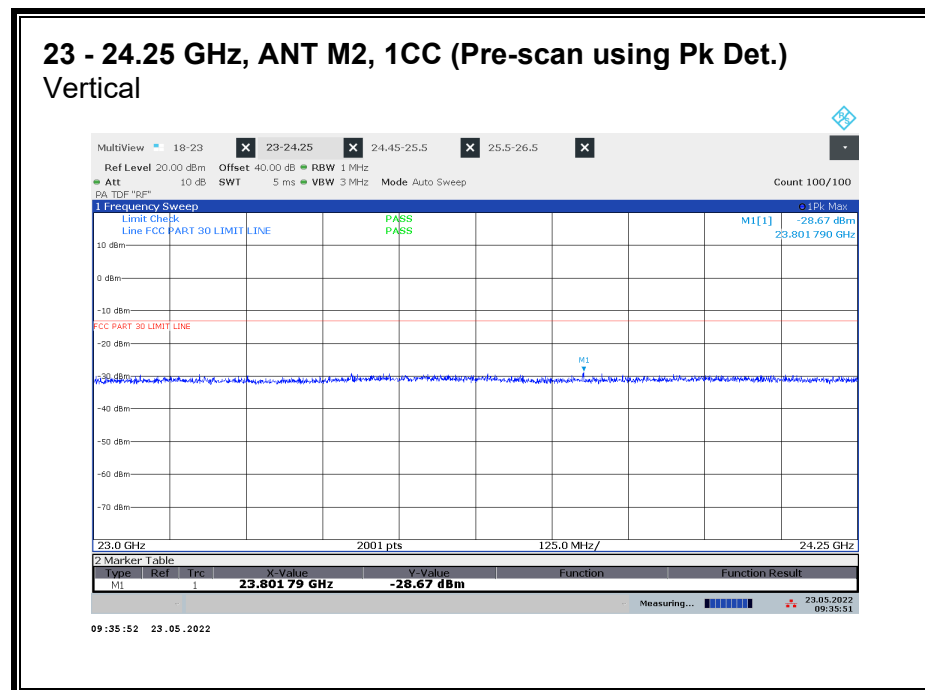 23 - 24.25 GHz, ANT M2, 1CC (Pre-scan using Pk Det.)
Vertical
MultiView 18-23 23-24.25 24.45-25.5 25.5-26.5
Ref Level 20.00 dBm Offset 40.00 dB RBW 1 MHz
Att 10 dB SWT 5 ms VBW 3 MHz Mode Auto Sweep Count 100/100
PA TDF "RF"
1 Frequency Sweep 1Pk Max
Limit Check PASS M1[1] -28.67 dBm
Line FCC PART 30 LIMIT LINE PASS 23.801 790 GHz
10 dBm
0 dBm
-10 dBm
FCC PART 30 LIMIT LINE
-20 dBm
M1
-30 dBm
-40 dBm
-50 dBm
-60 dBm
-70 dBm
23.0 GHz 2001 pts 125.0 MHz/ 24.25 GHz
2 Marker Table
Type Ref Trc X-Value Y-Value Function Function Result
M1 1 23.801 79 GHz -28.67 dBm
Measuring... 23.05.2022
09:35:51
09:35:52 23.05.2022